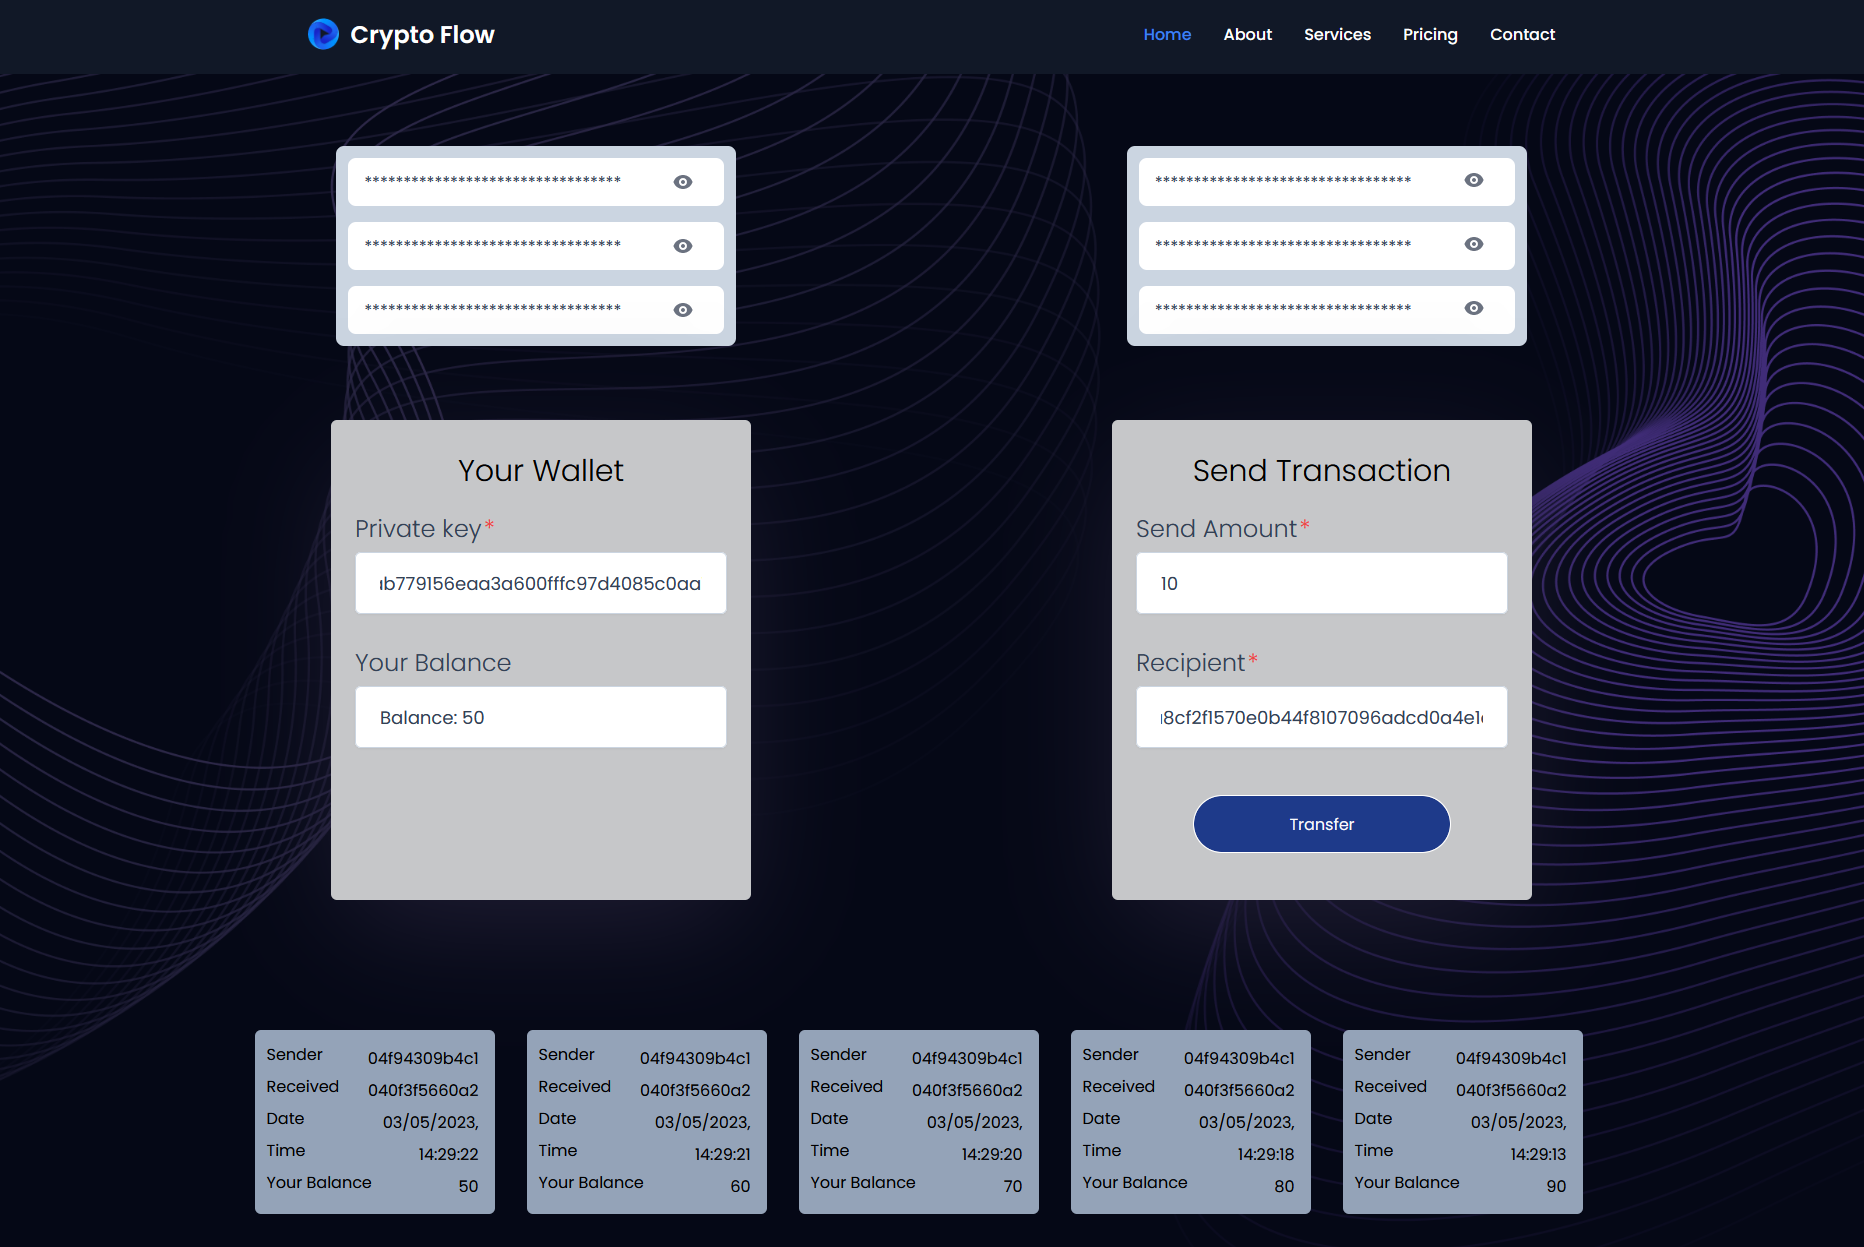 Crypto Flow
Home About Services Pricing Contact
*********************************
*********************************
*********************************
*********************************
*********************************
*********************************
Your Wallet
Private key*
b779156eaa3a600fffc97d4085c0aa
Your Balance
Balance: 50
Send Transaction
Send Amount*
10
Recipient*
8cf2f1570e0b44f8107096adcd0a4e1
Transfer
Sender 04f94309b4c1
Received 040f3f5660a2
Date 03/05/2023,
Time 14:29:22
Your Balance 50
Sender 04f94309b4c1
Received 040f3f5660a2
Date 03/05/2023,
Time 14:29:21
Your Balance 60
Sender 04f94309b4c1
Received 040f3f5660a2
Date 03/05/2023,
Time 14:29:20
Your Balance 70
Sender 04f94309b4c1
Received 040f3f5660a2
Date 03/05/2023,
Time 14:29:18
Your Balance 80
Sender 04f94309b4c1
Received 040f3f5660a2
Date 03/05/2023,
Time 14:29:13
Your Balance 90